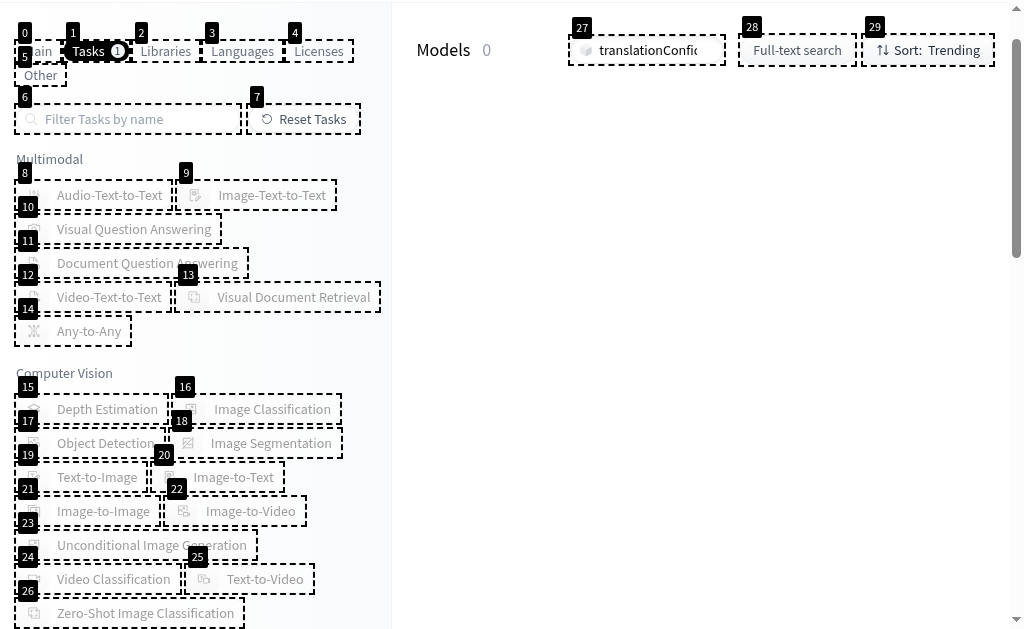 0 1 2 3 4
ain Tasks 1 Libraries Languages Licenses
5
Other
6 7
Filter Tasks by name Reset Tasks
Multimodal
8 9
Audio-Text-to-Text Image-Text-to-Text
10
Visual Question Answering
11
Document Question Answering
12 13
Video-Text-to-Text Visual Document Retrieval
14
Any-to-Any
Computer Vision
15 16
Depth Estimation Image Classification
17 18
Object Detection Image Segmentation
19 20
Text-to-Image Image-to-Text
21 22
Image-to-Image Image-to-Video
23
Unconditional Image Generation
24 25
Video Classification Text-to-Video
26
Zero-Shot Image Classification
27 28 29
Models 0 translationConfic Full-text search Sort: Trending